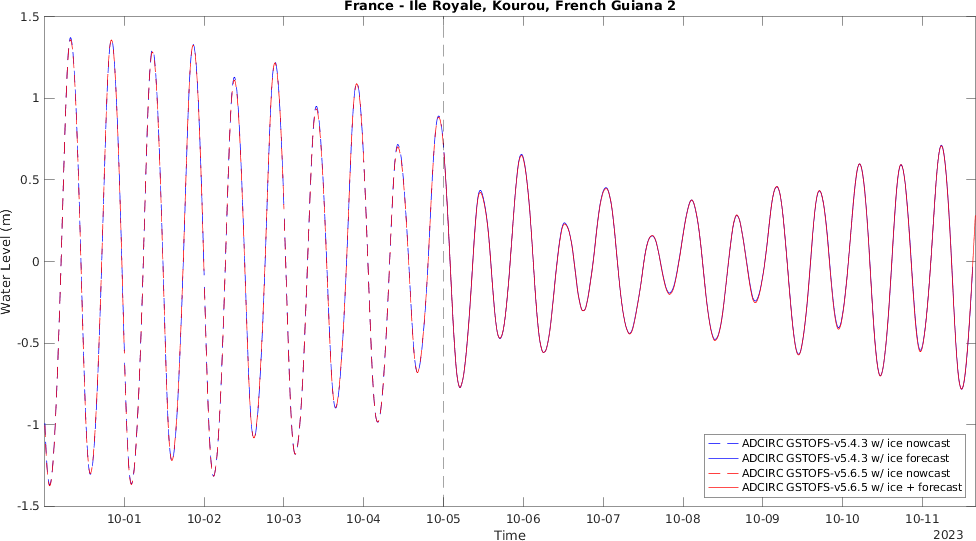 France - Ile Royale, Kourou, French Guiana 2
1.5
1
0.5
0
-0.5
-1
-1.5
Water Level (m)
10-01 10-02 10-03 10-04 10-05 10-06 10-07 10-08 10-09 10-10 10-11
2023
Time
ADCIRC GSTOFS-v5.4.3 w/ ice nowcast
ADCIRC GSTOFS-v5.4.3 w/ ice forecast
ADCIRC GSTOFS-v5.6.5 w/ ice nowcast
ADCIRC GSTOFS-v5.6.5 w/ ice + forecast